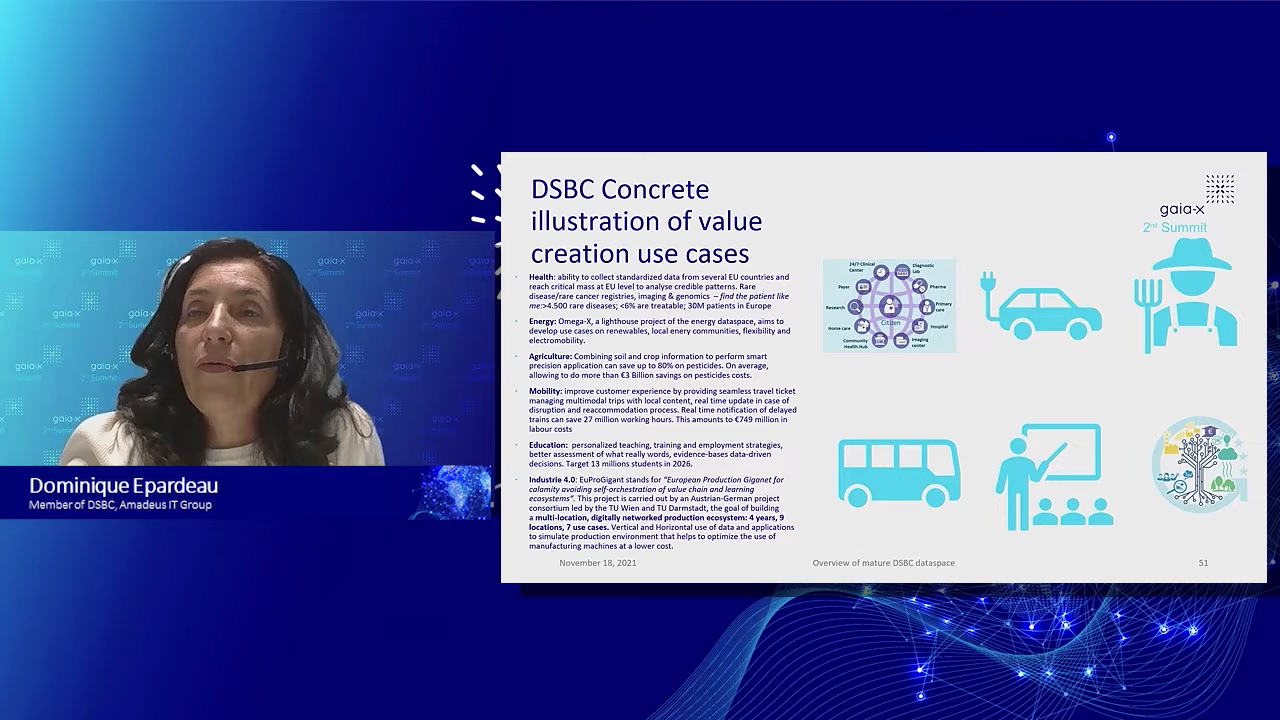 DSBC Concrete
illustration of value
creation use cases
Health: ability to collect standardized data from several EU countries and
reach critical mass at EU level to analyse credible patterns. Rare
disease/rare cancer registries, imaging & genomics – find the patient like
me:>4.500 rare diseases; <6% are treatable; 30M patients in Europe
Energy: Omega-X, a lighthouse project of the energy dataspace, aims to
develop use cases on renewables, local enery communities, flexibility and
electromobility.
Agriculture: Combining soil and crop information to perform smart
precision application can save up to 80% on pesticides. On average,
allowing to do more than €3 Billion savings on pesticides costs.
Mobility: improve customer experience by providing seamless travel ticket
managing multimodal trips with local content, real time update in case of
disruption and reaccommodation process. Real time notification of delayed
trains can save 27 million working hours. This amounts to €749 million in
labour costs
Education: personalized teaching, training and employment strategies,
better assessment of what really words, evidence-bases data-driven
decisions. Target 13 millions students in 2026.
Industrie 4.0: EuProGigant stands for “European Production Giganet for
calamity avoiding self-orchestration of value chain and learning
ecosystems”. This project is carried out by an Austrian-German project
consortium led by the TU Wien and TU Darmstadt, the goal of building
a multi-location, digitally networked production ecosystem: 4 years, 9
locations, 7 use cases. Vertical and Horizontal use of data and applications
to simulate production environment that helps to optimize the use of
manufacturing machines at a lower cost.
gaia-x
2nd Summit
24/7 Clinical
Center
Diagnostic
Lab
Payer
Pharma
Research
Primary
care
Citizen
Home care
Hospital
Community
Health Hub
Imaging
center
November 18, 2021
Overview of mature DSBC dataspace
51
gaia-x
2nd Summit
Dominique Epardeau
Member of DSBC, Amadeus IT Group